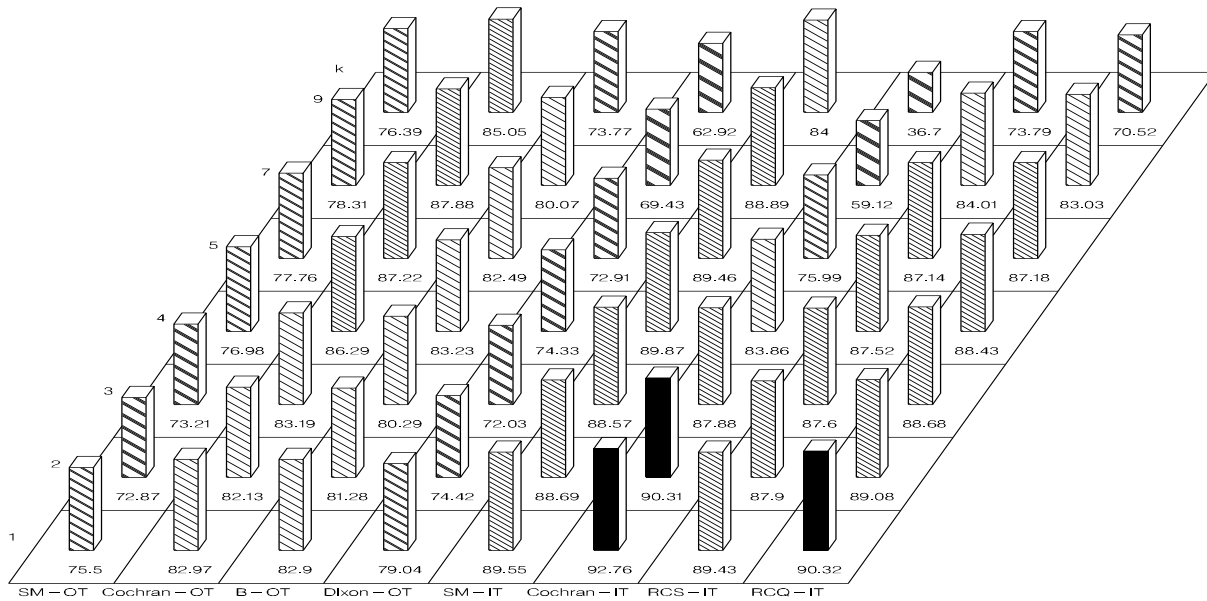 k
9
76.39 85.05 73.77 62.92 84 36.7 73.79 70.52
7
78.31 87.88 80.07 69.43 88.89 59.12 84.01 83.03
5
77.76 87.22 82.49 72.91 89.46 75.99 87.14 87.18
4
76.98 86.29 83.23 74.33 89.87 83.86 87.52 88.43
3
73.21 83.19 80.29 72.03 88.57 87.88 87.6 88.68
2
72.87 82.13 81.28 74.42 88.69 90.31 87.9 89.08
1
75.5 82.97 82.9 79.04 89.55 92.76 89.43 90.32
SM-OT Cochran-OT B-OT Dixon-OT SM-IT Cochran-IT RCS-IT RCQ-IT